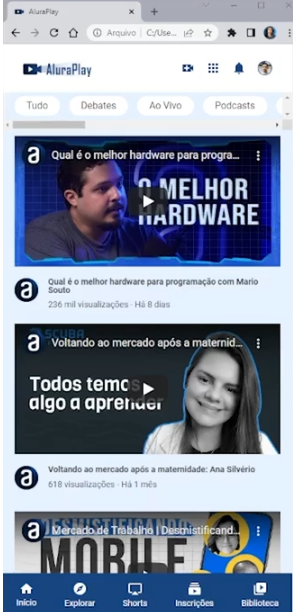 AluraPlay
Arquivo | C:/Use...
AluraPlay
Tudo Debates Ao Vivo Podcasts
a Qual é o melhor hardware para progra...
O MELHOR
HARDWARE
a Qual é o melhor hardware para programação com Mario
Souto
236 mil visualizações · Há 8 dias
SCUBA
a Voltando ao mercado após a maternid...
Todos temos
algo a aprender
a Voltando ao mercado após a maternidade: Ana Silvério
618 visualizações · Há 1 mês
DESMISTIFICANDO
a Mercado de Trabalho | Desmistificand...
MOBILE
Início Explorar Shorts Inscrições Biblioteca